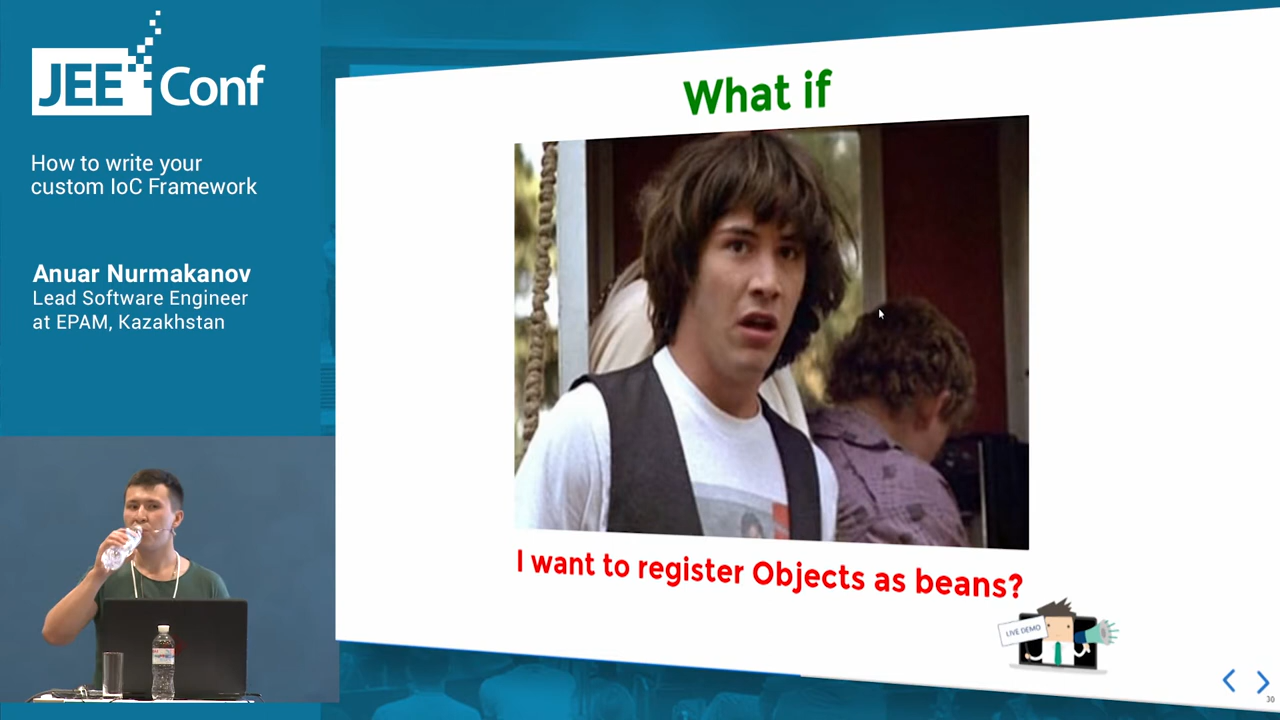 JEE Conf
How to write your
custom IoC Framework
Anuar Nurmakanov
Lead Software Engineer
at EPAM, Kazakhstan
What if
I want to register Objects as beans?
LIVE DEMO
30